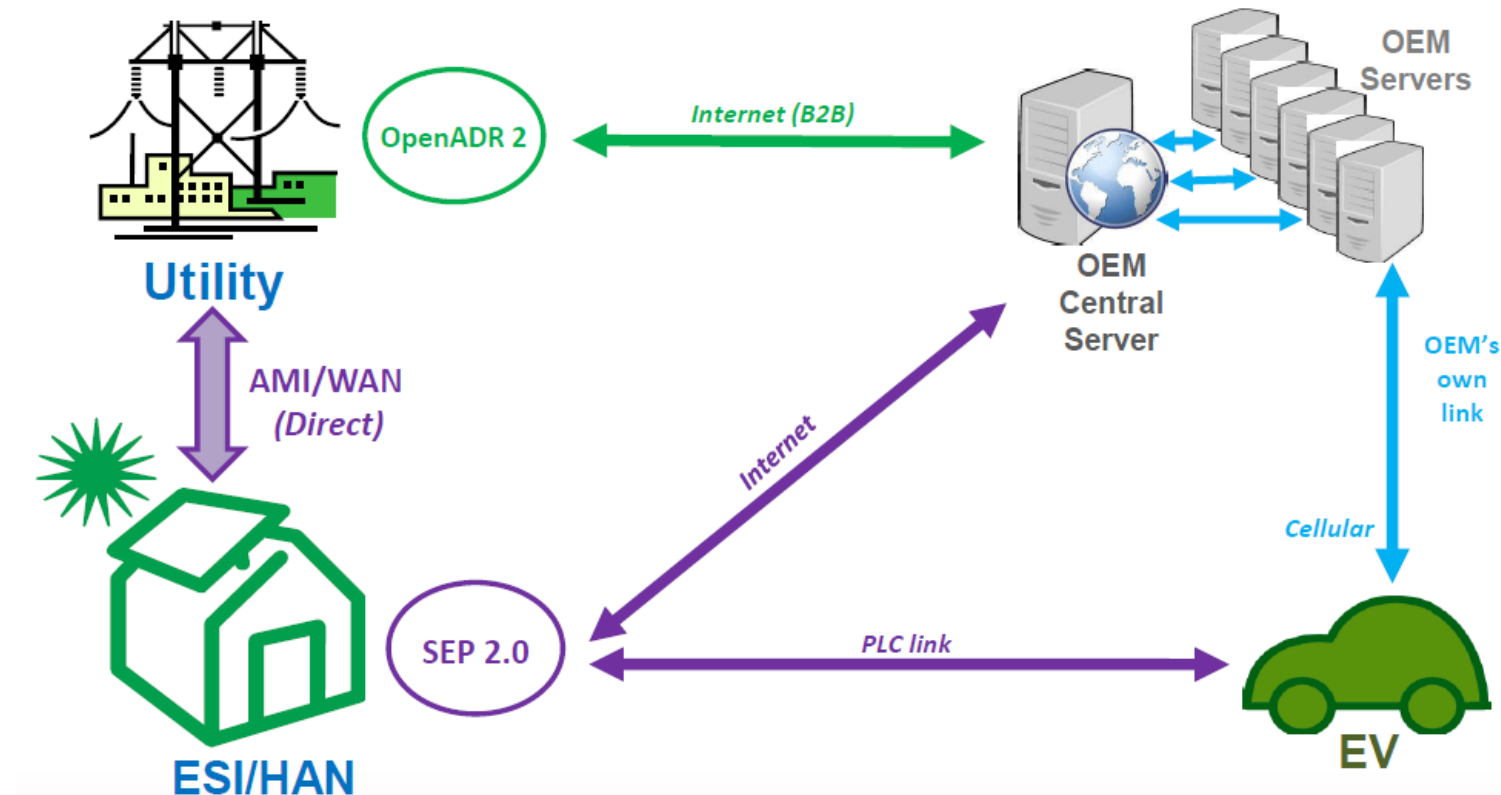 OEM
Servers
OpenADR 2
Internet (B2B)
Utility
OEM
Central
Server
AMI/WAN
(Direct)
OEM's
own
link
Internet
Cellular
SEP 2.0
PLC link
ESI/HAN
EV